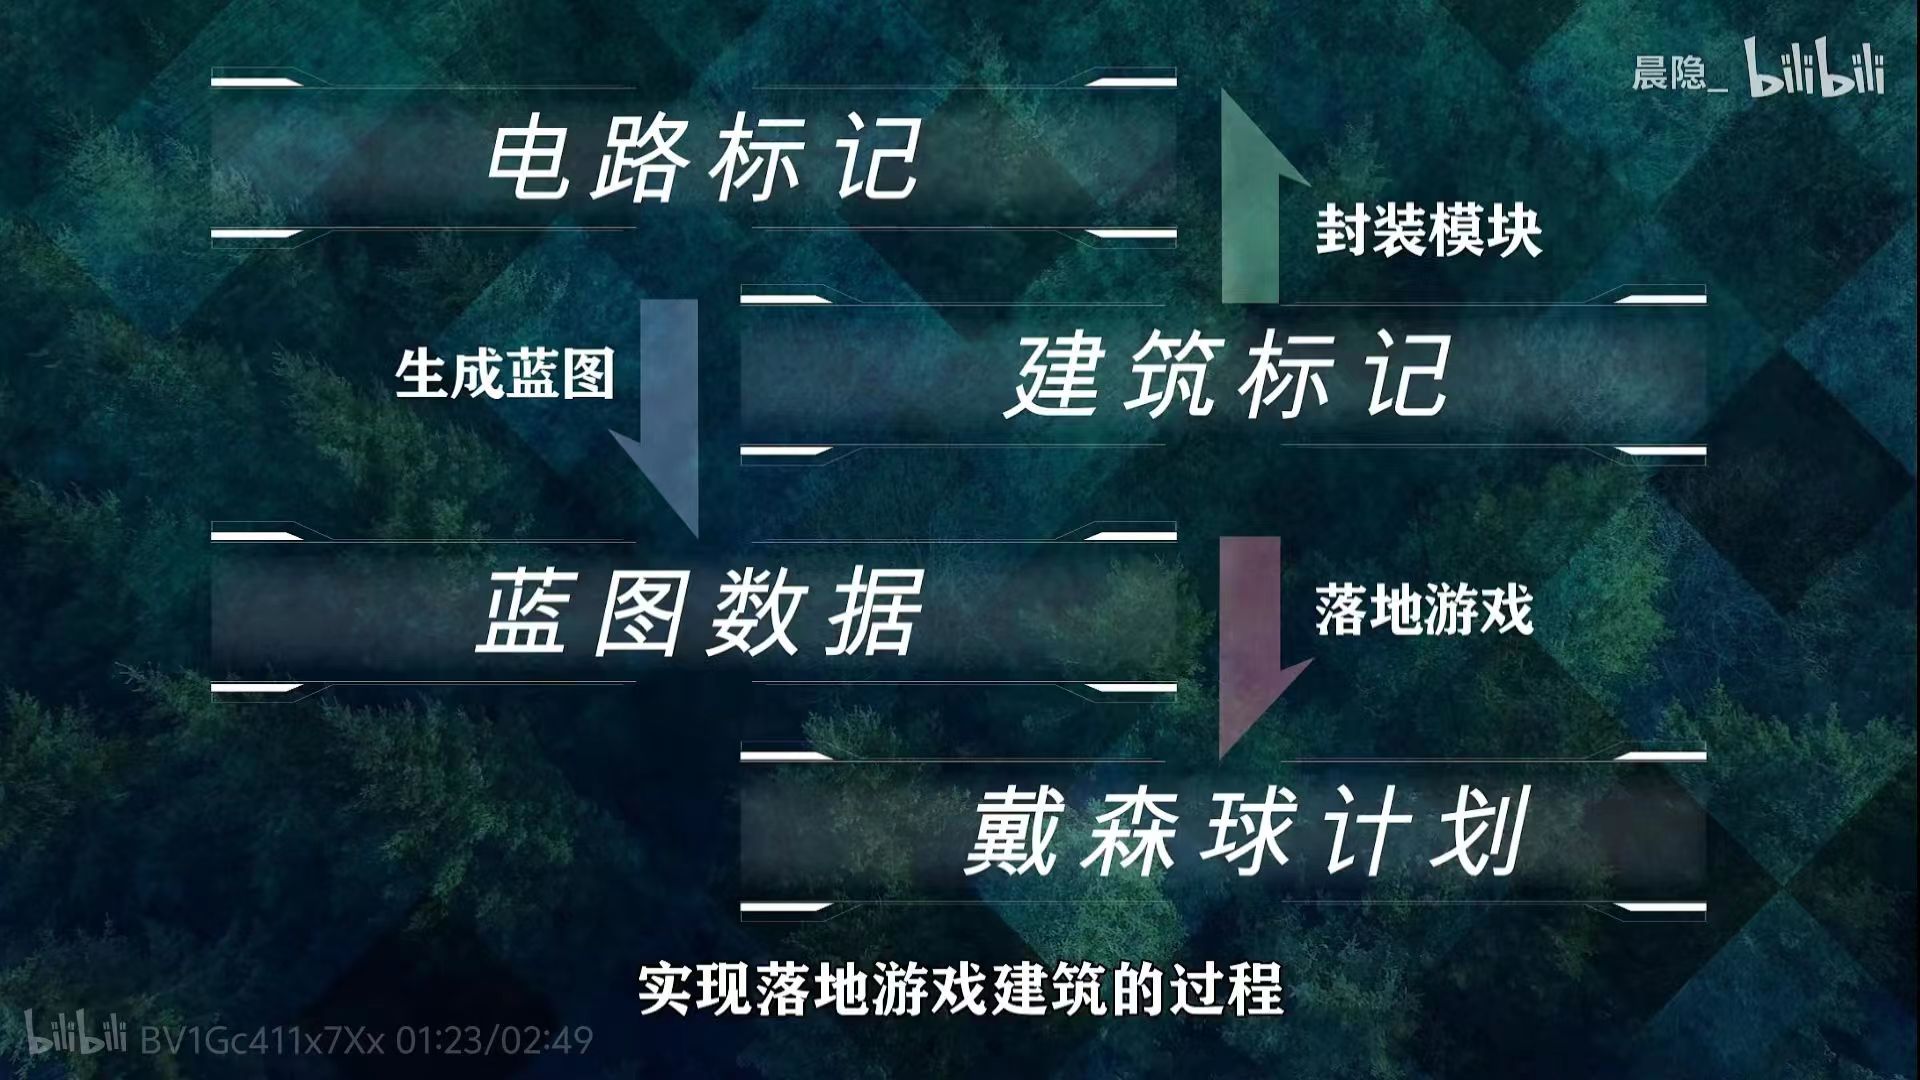 晨隐_ bilibili
电路标记
封装模块
建筑标记
生成蓝图
蓝图数据
落地游戏
戴森球计划
实现落地游戏建筑的过程
bilibili BV1Gc411x7Xx 01:23/02:49